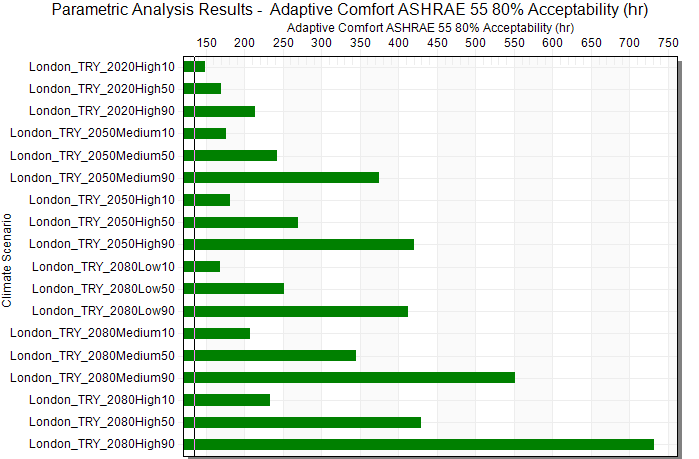 Parametric Analysis Results -  Adaptive Comfort ASHRAE 55 80% Acceptability (hr)
Adaptive Comfort ASHRAE 55 80% Acceptability (hr)
150 200 250 300 350 400 450 500 550 600 650 700 750
Climate Scenario
London_TRY_2020High10
London_TRY_2020High50
London_TRY_2020High90
London_TRY_2050Medium10
London_TRY_2050Medium50
London_TRY_2050Medium90
London_TRY_2050High10
London_TRY_2050High50
London_TRY_2050High90
London_TRY_2080Low10
London_TRY_2080Low50
London_TRY_2080Low90
London_TRY_2080Medium10
London_TRY_2080Medium50
London_TRY_2080Medium90
London_TRY_2080High10
London_TRY_2080High50
London_TRY_2080High90